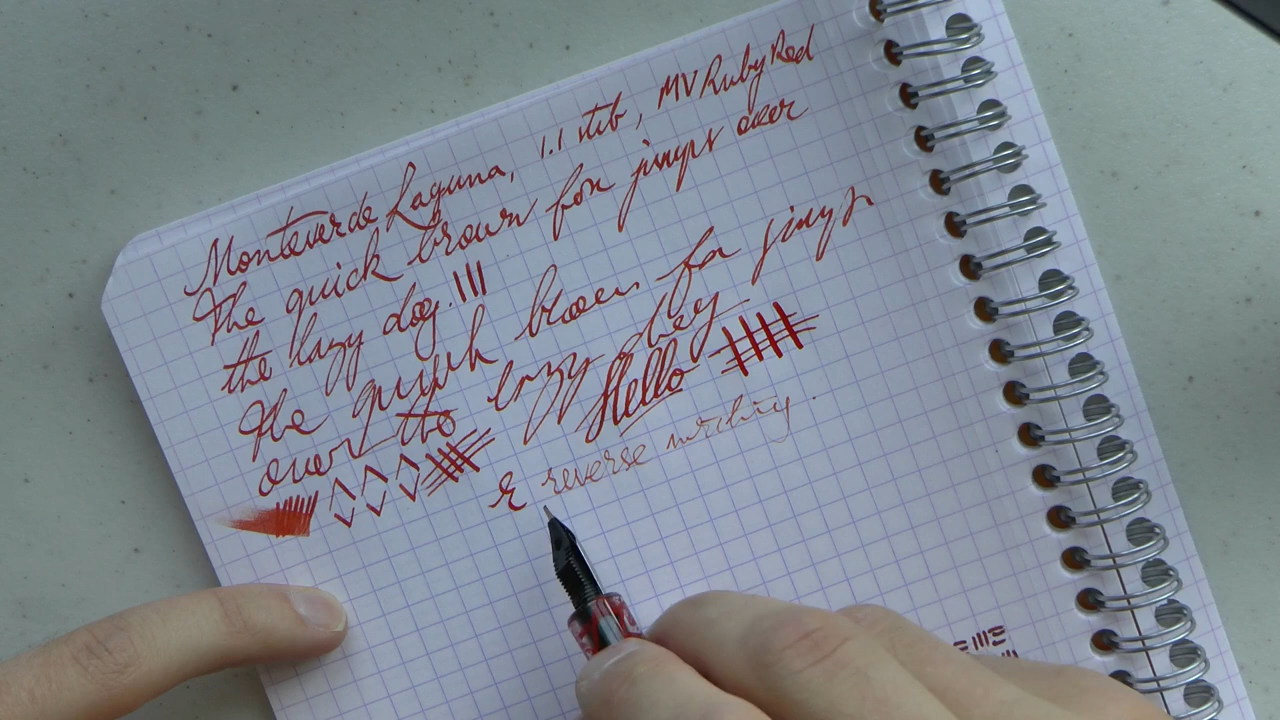 Monteverde Laguna, 1.1 stub, MV Ruby Red
The quick brown fox jumps over
the lazy dog.
The quick brown fox jumps
over the lazy dog
Hello
reverse writing.